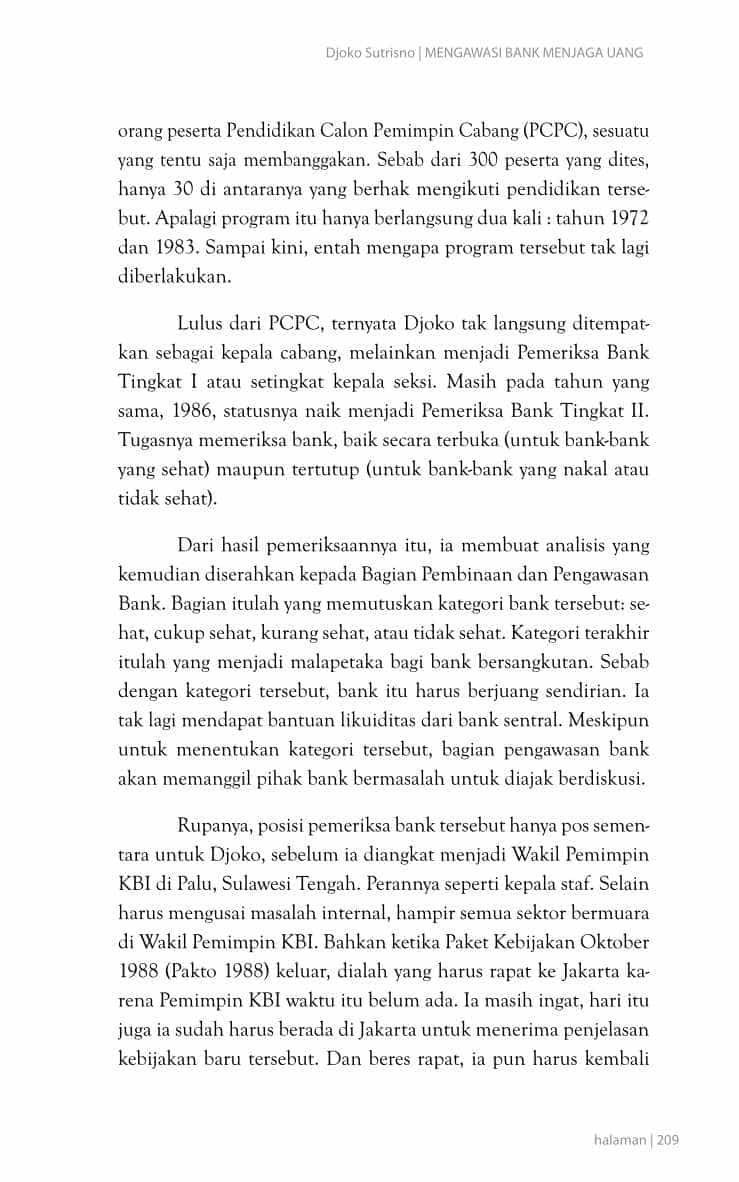 Djoko Sutrisno | MENGAWASI BANK MENJAGA UANG
orang peserta Pendidikan Calon Pemimpin Cabang (PCPC), sesuatu
yang tentu saja membanggakan. Sebab dari 300 peserta yang dites,
hanya 30 di antaranya yang berhak mengikuti pendidikan terse-
but. Apalagi program itu hanya berlangsung dua kali : tahun 1972
dan 1983. Sampai kini, entah mengapa program tersebut tak lagi
diberlakukan.
Lulus dari PCPC, ternyata Djoko tak langsung ditempat-
kan sebagai kepala cabang, melainkan menjadi Pemeriksa Bank
Tingkat I atau setingkat kepala seksi. Masih pada tahun yang
sama, 1986, statusnya naik menjadi Pemeriksa Bank Tingkat II.
Tugasnya memeriksa bank, baik secara terbuka (untuk bank-bank
yang sehat) maupun tertutup (untuk bank-bank yang nakal atau
tidak sehat).
Dari hasil pemeriksaannya itu, ia membuat analisis yang
kemudian diserahkan kepada Bagian Pembinaan dan Pengawasan
Bank. Bagian itulah yang memutuskan kategori bank tersebut: se-
hat, cukup sehat, kurang sehat, atau tidak sehat. Kategori terakhir
itulah yang menjadi malapetaka bagi bank bersangkutan. Sebab
dengan kategori tersebut, bank itu harus berjuang sendirian. Ia
tak lagi mendapat bantuan likuiditas dari bank sentral. Meskipun
untuk menentukan kategori tersebut, bagian pengawasan bank
akan memanggil pihak bank bermasalah untuk diajak berdiskusi.
Rupanya, posisi pemeriksa bank tersebut hanya pos semen-
tara untuk Djoko, sebelum ia diangkat menjadi Wakil Pemimpin
KBI di Palu, Sulawesi Tengah. Perannya seperti kepala staf. Selain
harus mengusai masalah internal, hampir semua sektor bermuara
di Wakil Pemimpin KBI. Bahkan ketika Paket Kebijakan Oktober
1988 (Pakto 1988) keluar, dialah yang harus rapat ke Jakarta ka-
rena Pemimpin KBI waktu itu belum ada. Ia masih ingat, hari itu
juga ia sudah harus berada di Jakarta untuk menerima penjelasan
kebijakan baru tersebut. Dan beres rapat, ia pun harus kembali
halaman | 209